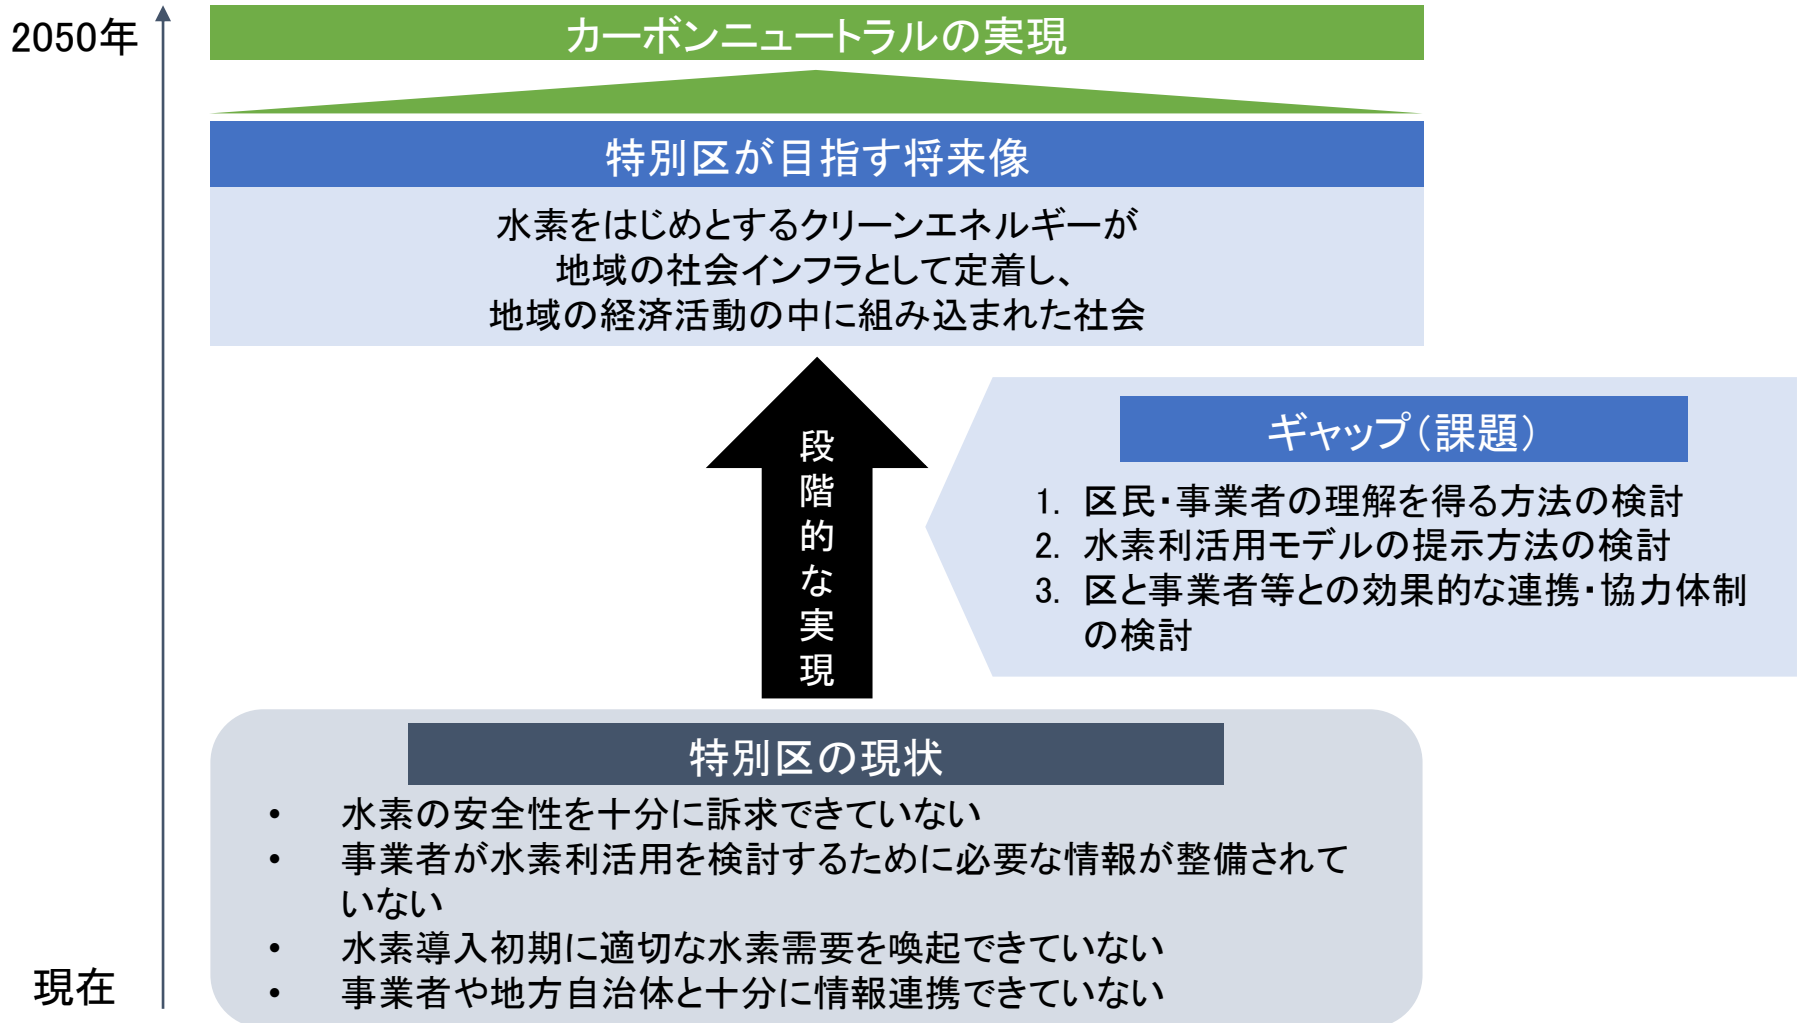 2050年
カーボンニュートラルの実現
特別区が目指す将来像
水素をはじめとするクリーンエネルギーが
地域の社会インフラとして定着し、
地域の経済活動の中に組み込まれた社会
段階的な実現
ギャップ（課題）
1. 区民・事業者の理解を得る方法の検討
2. 水素利活用モデルの提示方法の検討
3. 区と事業者等との効果的な連携・協力体制
の検討
特別区の現状
• 水素の安全性を十分に訴求できていない
• 事業者が水素利活用を検討するために必要な情報が整備されて
いない
• 水素導入初期に適切な水素需要を喚起できていない
• 事業者や地方自治体と十分に情報連携できていない
現在